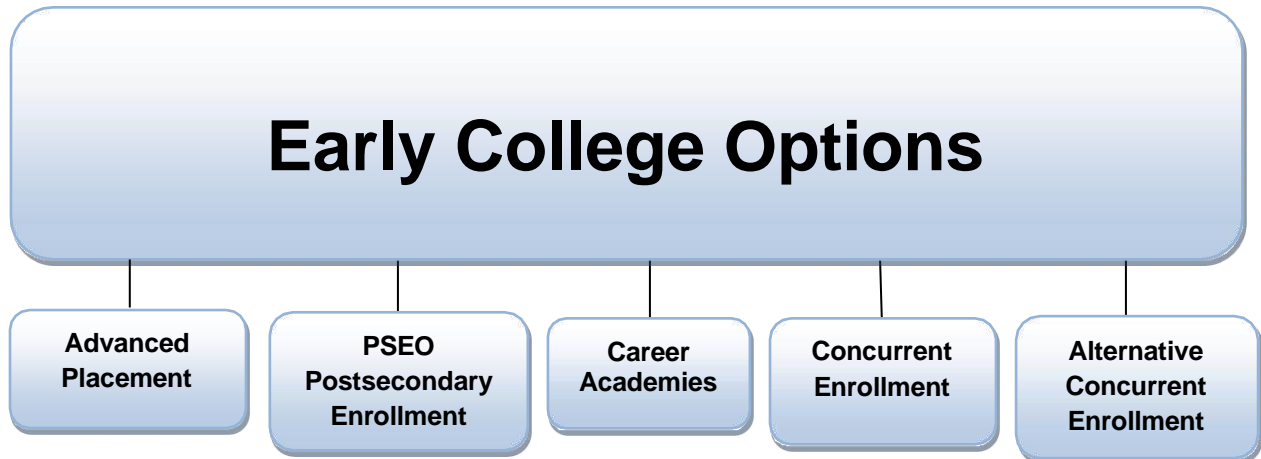 Early College Options
Advanced
Placement
PSEO
Postsecondary
Enrollment
Career
Academies
Concurrent
Enrollment
Alternative
Concurrent
Enrollment